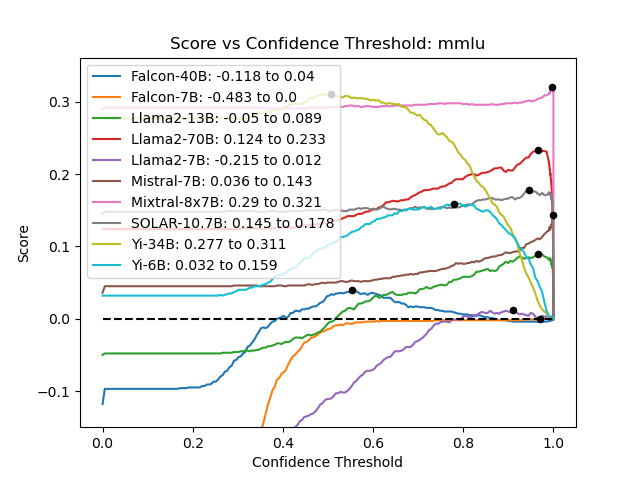 Score vs Confidence Threshold: mmlu
Falcon-40B: -0.118 to 0.04
Falcon-7B: -0.483 to 0.0
Llama2-13B: -0.05 to 0.089
Llama2-70B: 0.124 to 0.233
Llama2-7B: -0.215 to 0.012
Mistral-7B: 0.036 to 0.143
Mixtral-8x7B: 0.29 to 0.321
SOLAR-10.7B: 0.145 to 0.178
Yi-34B: 0.277 to 0.311
Yi-6B: 0.032 to 0.159
0.3
0.2
0.1
0.0
−0.1
Score
0.0 0.2 0.4 0.6 0.8 1.0
Confidence Threshold